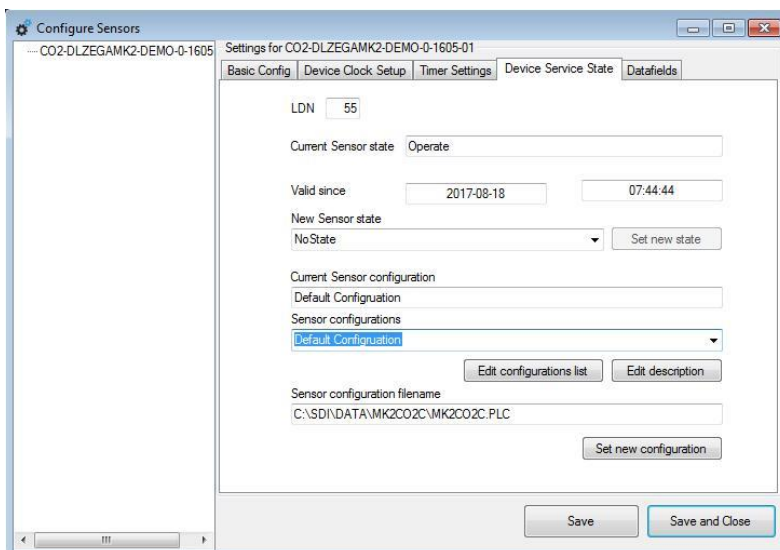 Configure Sensors
CO2-DLZEGAMK2-DEMO-0-1605
Settings for CO2-DLZEGAMK2-DEMO-0-1605-01
Basic Config Device Clock Setup Timer Settings Device Service State Datafields
LDN 55
Current Sensor state Operate
Valid since 2017-08-18 07:44:44
New Sensor state
NoState Set new state
Current Sensor configuration
Default Configruation
Sensor configurations
Default Configruation
Edit configurations list Edit description
Sensor configuration filename
C:\SDI\DATA\MK2CO2C\MK2CO2C.PLC
Set new configuration
Save Save and Close